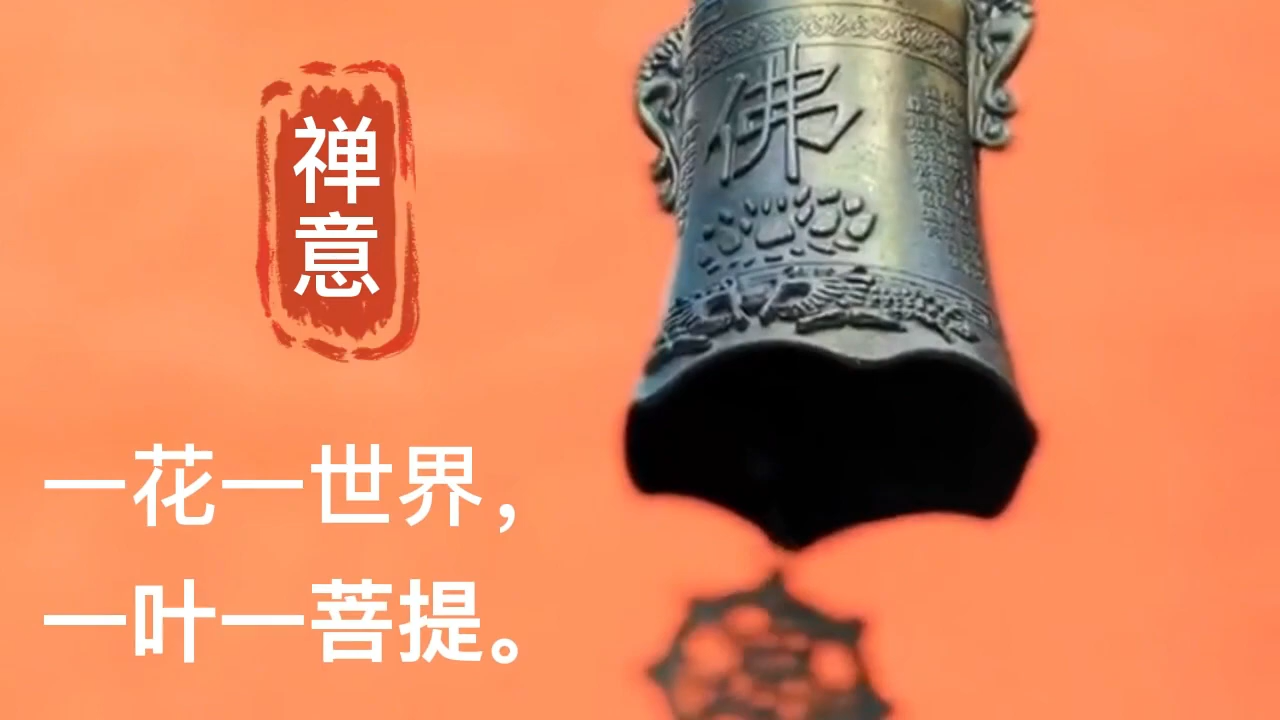 禅意
一花一世界，
一叶一菩提。
佛